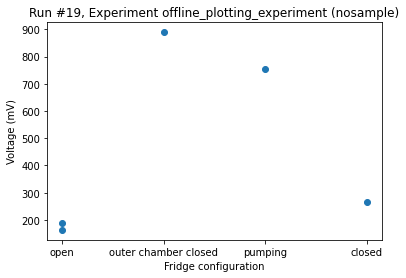 Run #19, Experiment offline_plotting_experiment (nosample)
Voltage (mV)
900
800
700
600
500
400
300
200
open outer chamber closed pumping closed
Fridge configuration